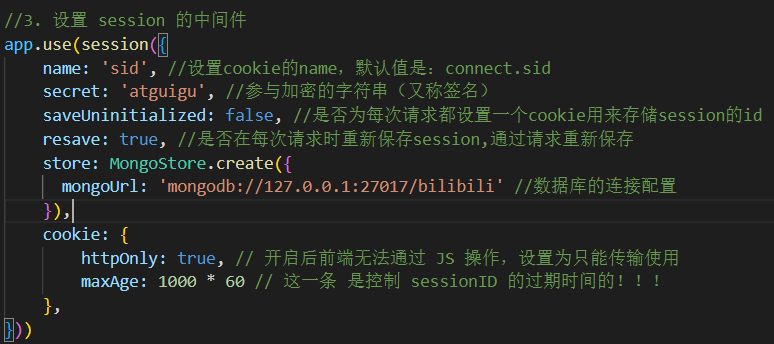 //3. 设置 session 的中间件
app.use(session({
    name: 'sid', //设置cookie的name，默认值是：connect.sid
    secret: 'atguigu', //参与加密的字符串（又称签名）
    saveUninitialized: false, //是否为每次请求都设置一个cookie用来存储session的id
    resave: true, //是否在每次请求时重新保存session,通过请求重新保存
    store: MongoStore.create({
      mongoUrl: 'mongodb://127.0.0.1:27017/bilibili' //数据库的连接配置
    }),
    cookie: {
        httpOnly: true, // 开启后前端无法通过 JS 操作，设置为只能传输使用
        maxAge: 1000 * 60 // 这一条 是控制 sessionID 的过期时间的！！！
    },
}))